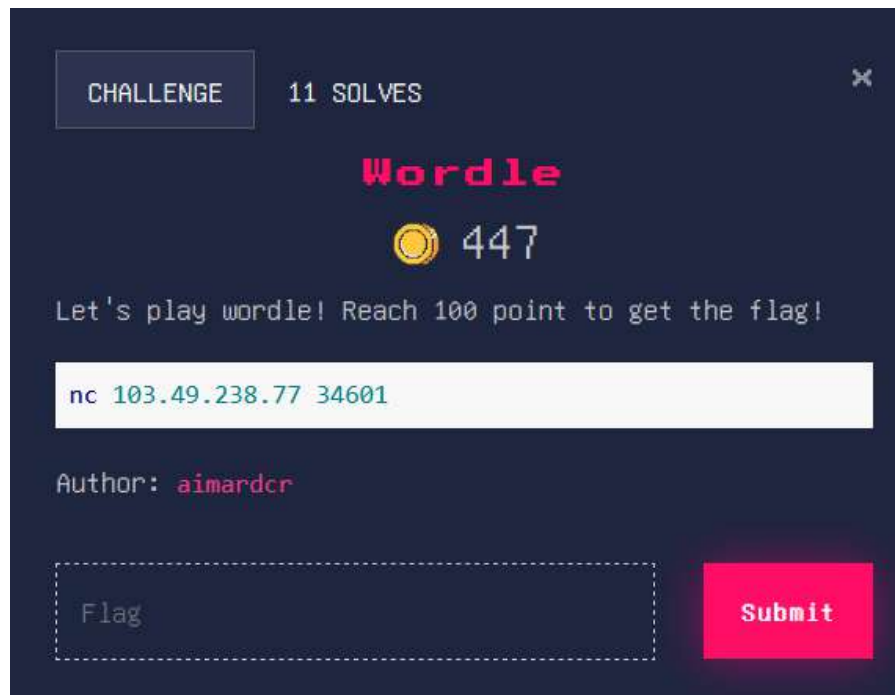 CHALLENGE 11 SOLVES ×
Wordle
447
Let's play wordle! Reach 100 point to get the flag!
nc 103.49.238.77 34601
Author: aimardcr
Flag Submit